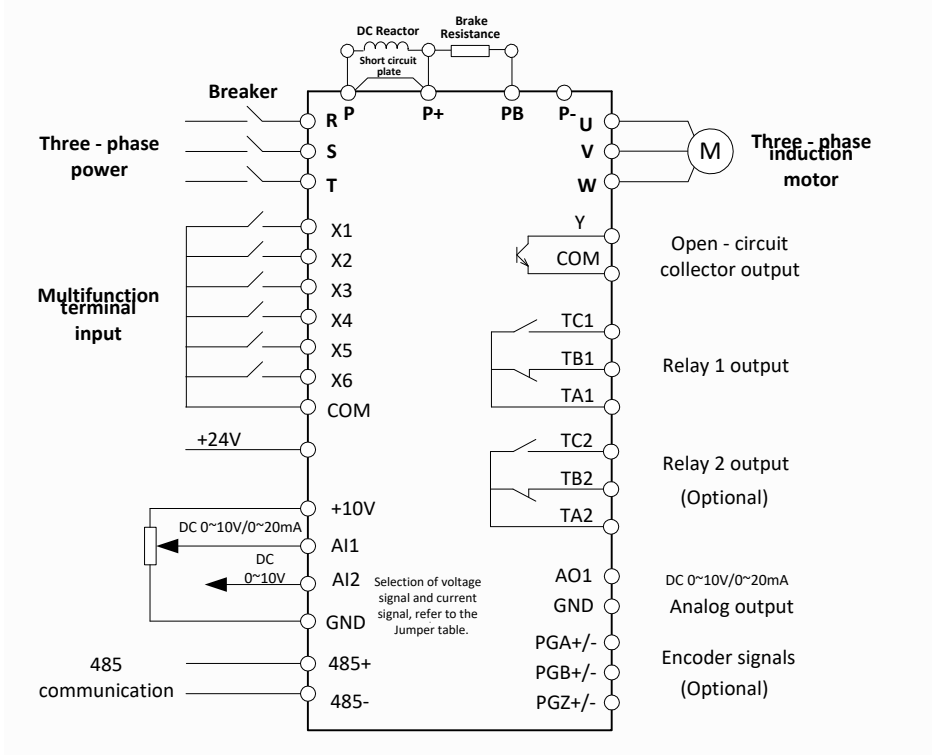 DC Reactor
Brake
Resistance
Short circuit
plate
Breaker
P
P+
PB
P-
R
S
T
Three - phase
power
U
V
W
M
Three - phase
induction
motor
X1
X2
X3
X4
X5
X6
COM
Multifunction
terminal
input
Y
COM
Open - circuit
collector output
TC1
TB1
TA1
Relay 1 output
+24V
TC2
TB2
TA2
Relay 2 output
(Optional)
+10V
DC 0~10V/0~20mA
AI1
DC
0~10V
AI2
GND
Selection of voltage
signal and current
signal, refer to the
Jumper table.
AO1
GND
DC 0~10V/0~20mA
Analog output
PGA+/-
PGB+/-
PGZ+/-
Encoder signals
(Optional)
485
communication
485+
485-